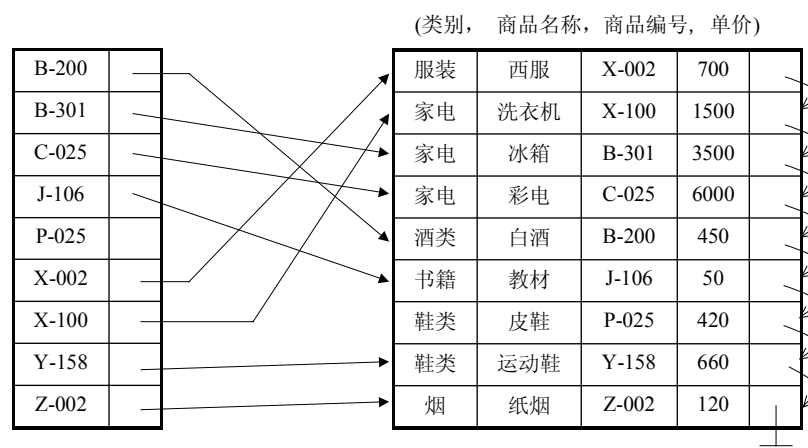 (类别， 商品名称，商品编号, 单价)
B-200
B-301
C-025
J-106
P-025
X-002
X-100
Y-158
Z-002
服装 西服 X-002 700
家电 洗衣机 X-100 1500
家电 冰箱 B-301 3500
家电 彩电 C-025 6000
酒类 白酒 B-200 450
书籍 教材 J-106 50
鞋类 皮鞋 P-025 420
鞋类 运动鞋 Y-158 660
烟 纸烟 Z-002 120